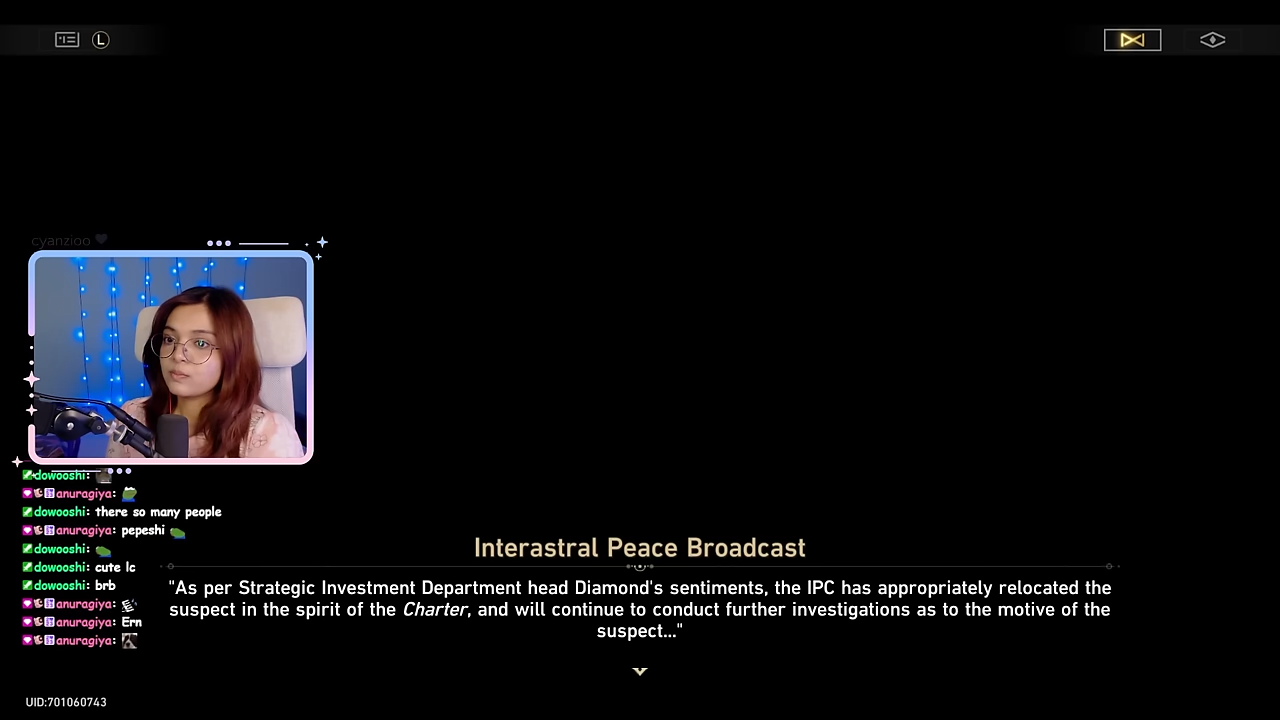 L
cyanzioo
dowooshi:
anuragiya:
dowooshi: there so many people
anuragiya: pepeshi
dowooshi:
dowooshi: cute lc
dowooshi: brb
anuragiya:
anuragiya: Ern
anuragiya:
Interastral Peace Broadcast
"As per Strategic Investment Department head Diamond's sentiments, the IPC has appropriately relocated the
suspect in the spirit of the Charter, and will continue to conduct further investigations as to the motive of the
suspect..."
UID:701060743